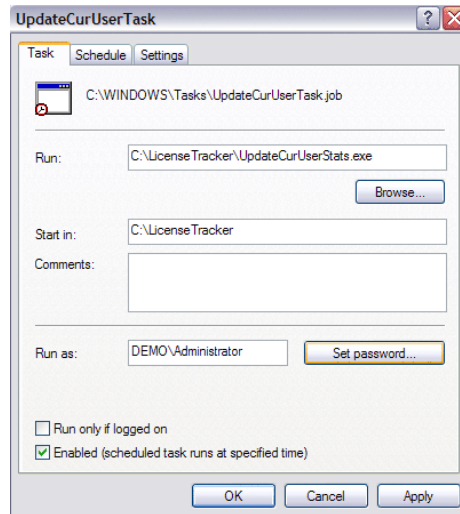 UpdateCurUserTask
Task Schedule Settings
C:\WINDOWS\Tasks\UpdateCurUserTask.job
Run: C:\LicenseTracker\UpdateCurUserStats.exe
Browse...
Start in: C:\LicenseTracker
Comments:
Run as: DEMO\Administrator Set password...
Run only if logged on
Enabled (scheduled task runs at specified time)
OK Cancel Apply